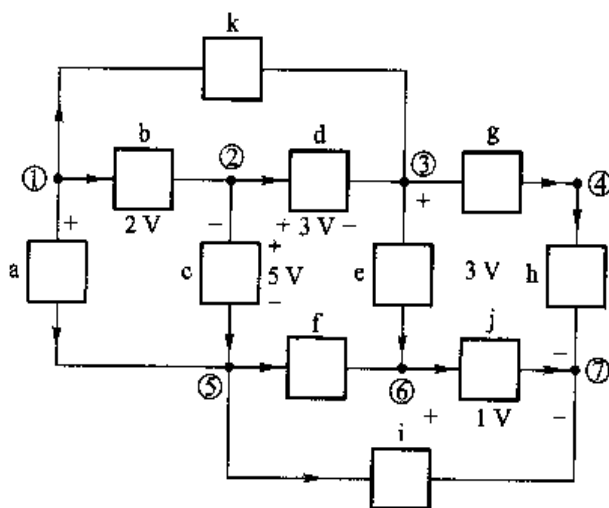 k
b d g
① ② ③ ④
+ − + 3 V − +
2 V
a c + 5 V − e 3 V h
f j
⑤ ⑥ − ⑦
+ 1 V −
i